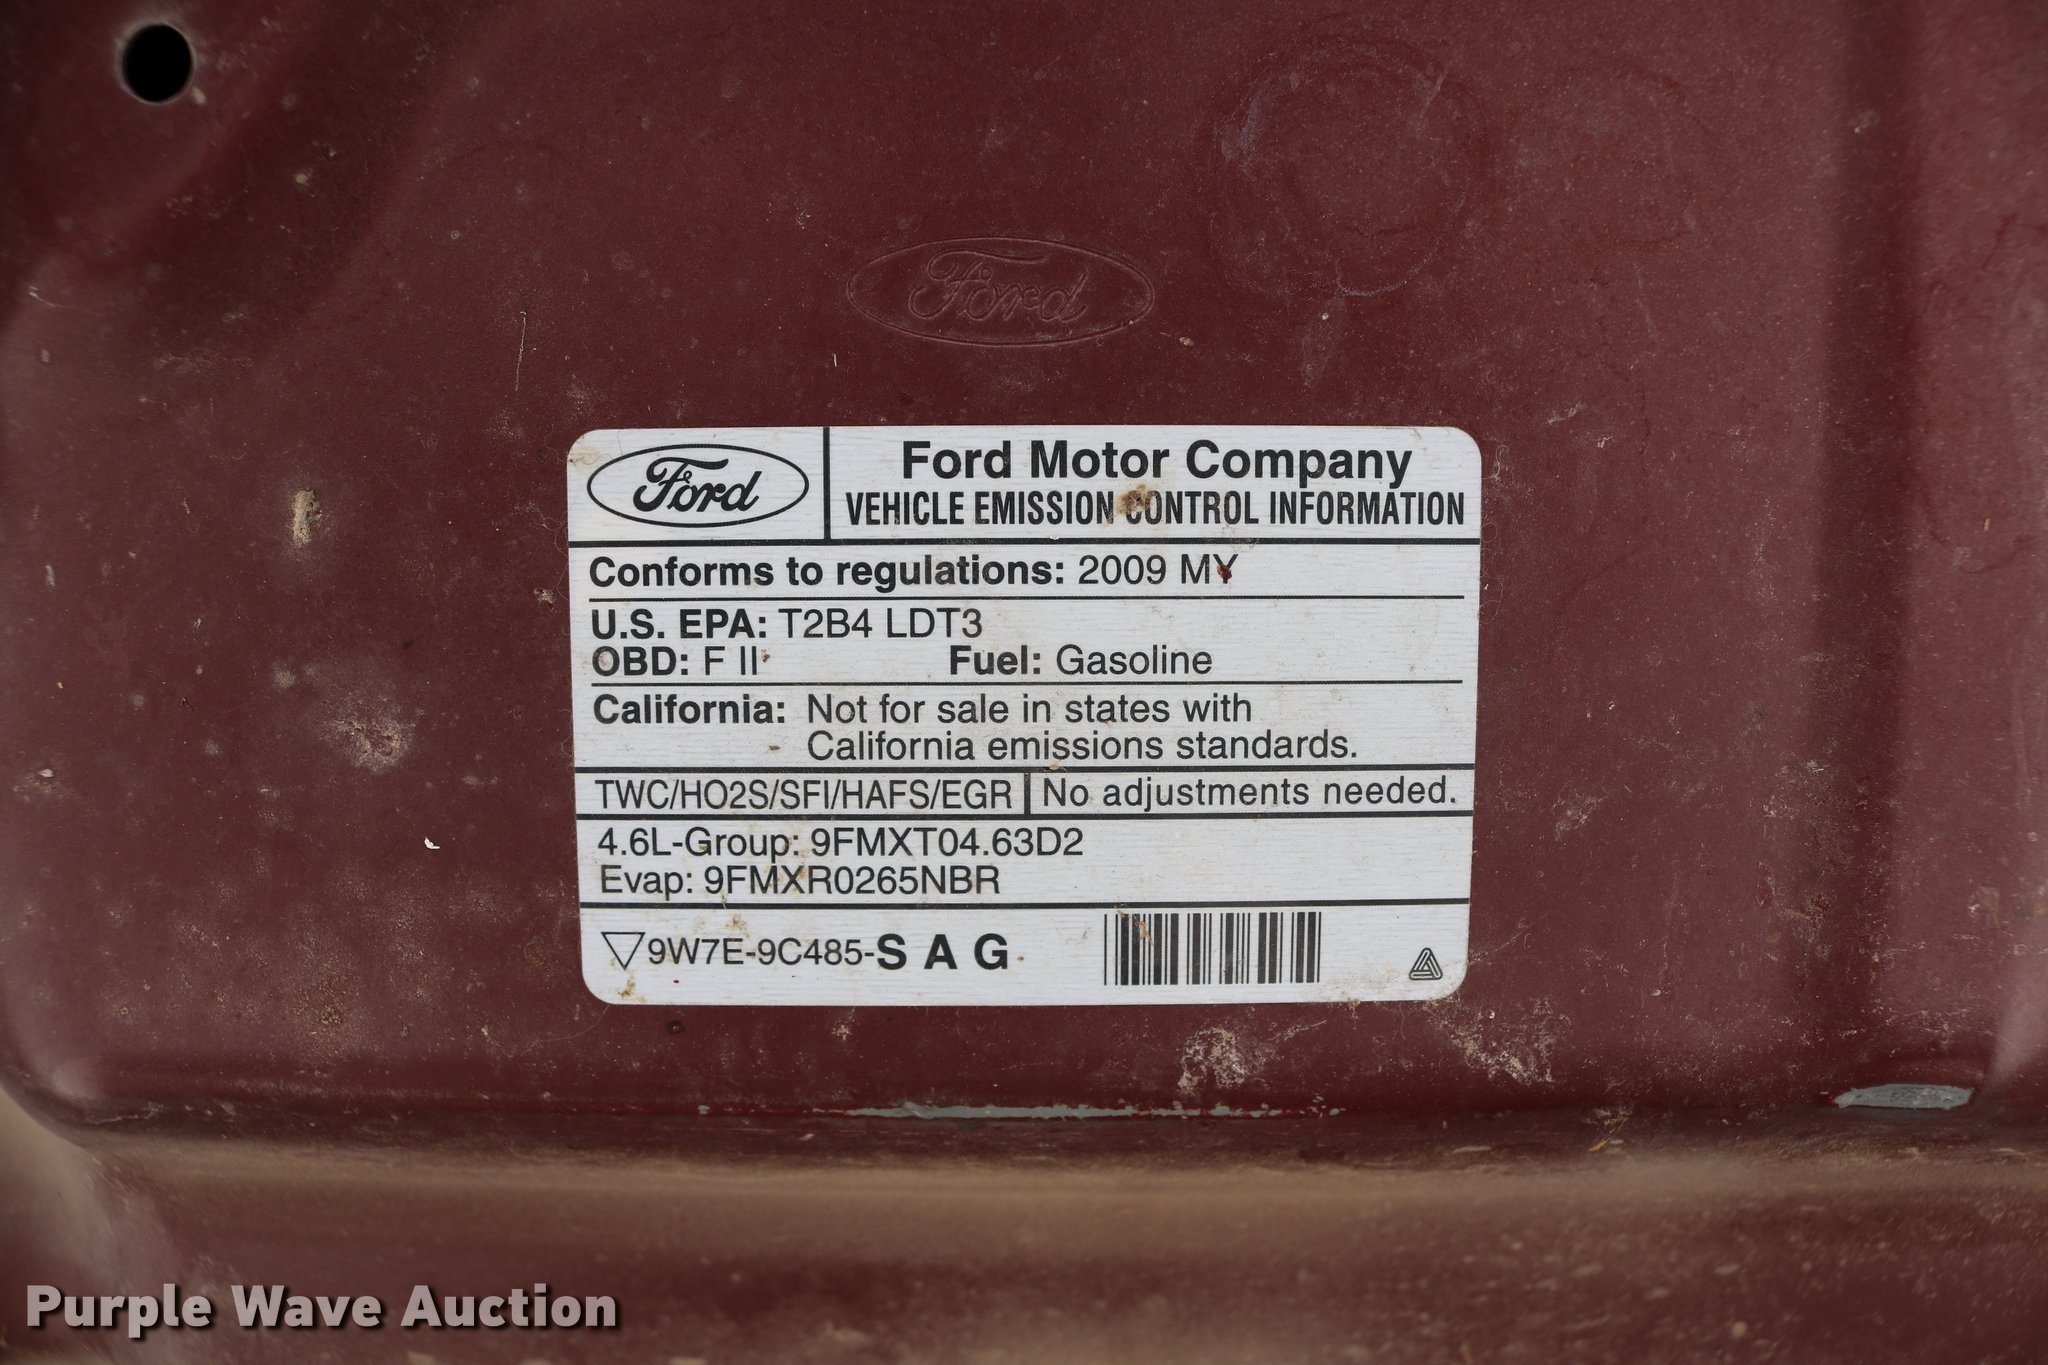 Ford
Ford
Ford Motor Company
VEHICLE EMISSION CONTROL INFORMATION
Conforms to regulations: 2009 MY
U.S. EPA: T2B4 LDT3
OBD: F II Fuel: Gasoline
California: Not for sale in states with
California emissions standards.
TWC/HO2S/SFI/HAFS/EGR No adjustments needed.
4.6L-Group: 9FMXT04.63D2
Evap: 9FMXR0265NBR
9W7E-9C485-S A G
Purple Wave Auction